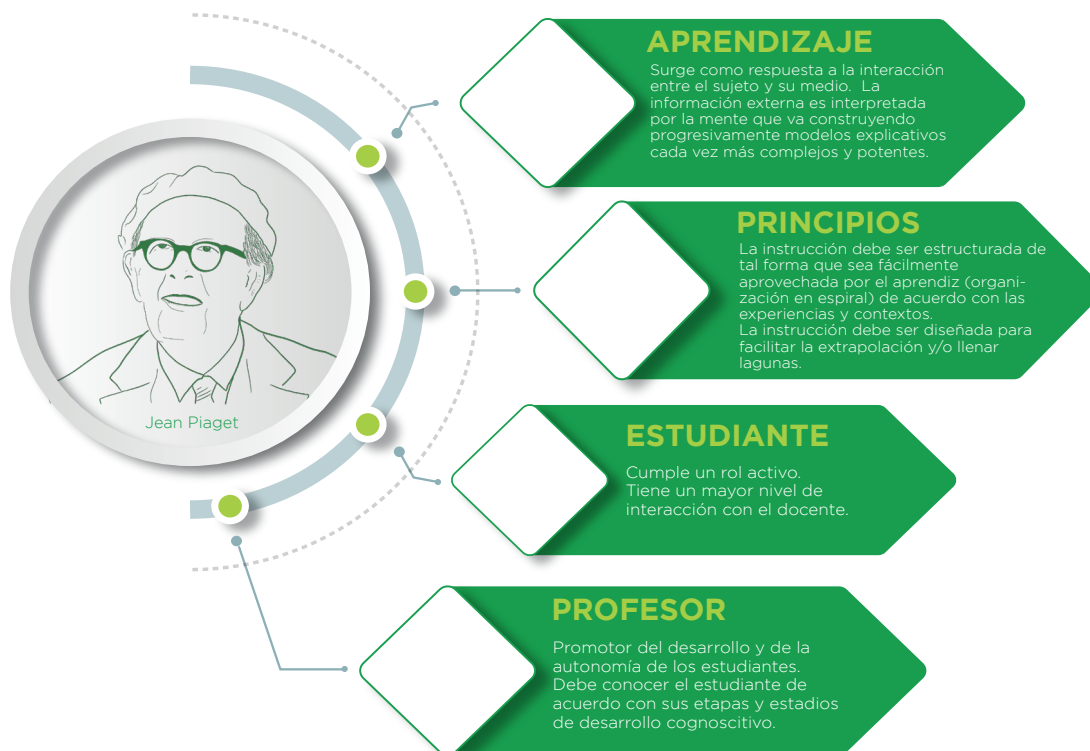 APRENDIZAJE
Surge como respuesta a la interacción
entre el sujeto y su medio. La
información externa es interpretada
por la mente que va construyendo
progresivamente modelos explicativos
cada vez más complejos y potentes.
PRINCIPIOS
La instrucción debe ser estructurada de
tal forma que sea fácilmente
aprovechada por el aprendiz (organi-
zación en espiral) de acuerdo con las
experiencias y contextos.
La instrucción debe ser diseñada para
facilitar la extrapolación y/o llenar
lagunas.
Jean Piaget
ESTUDIANTE
Cumple un rol activo.
Tiene un mayor nivel de
interacción con el docente.
PROFESOR
Promotor del desarrollo y de la
autonomía de los estudiantes.
Debe conocer el estudiante de
acuerdo con sus etapas y estadios
de desarrollo cognoscitivo.